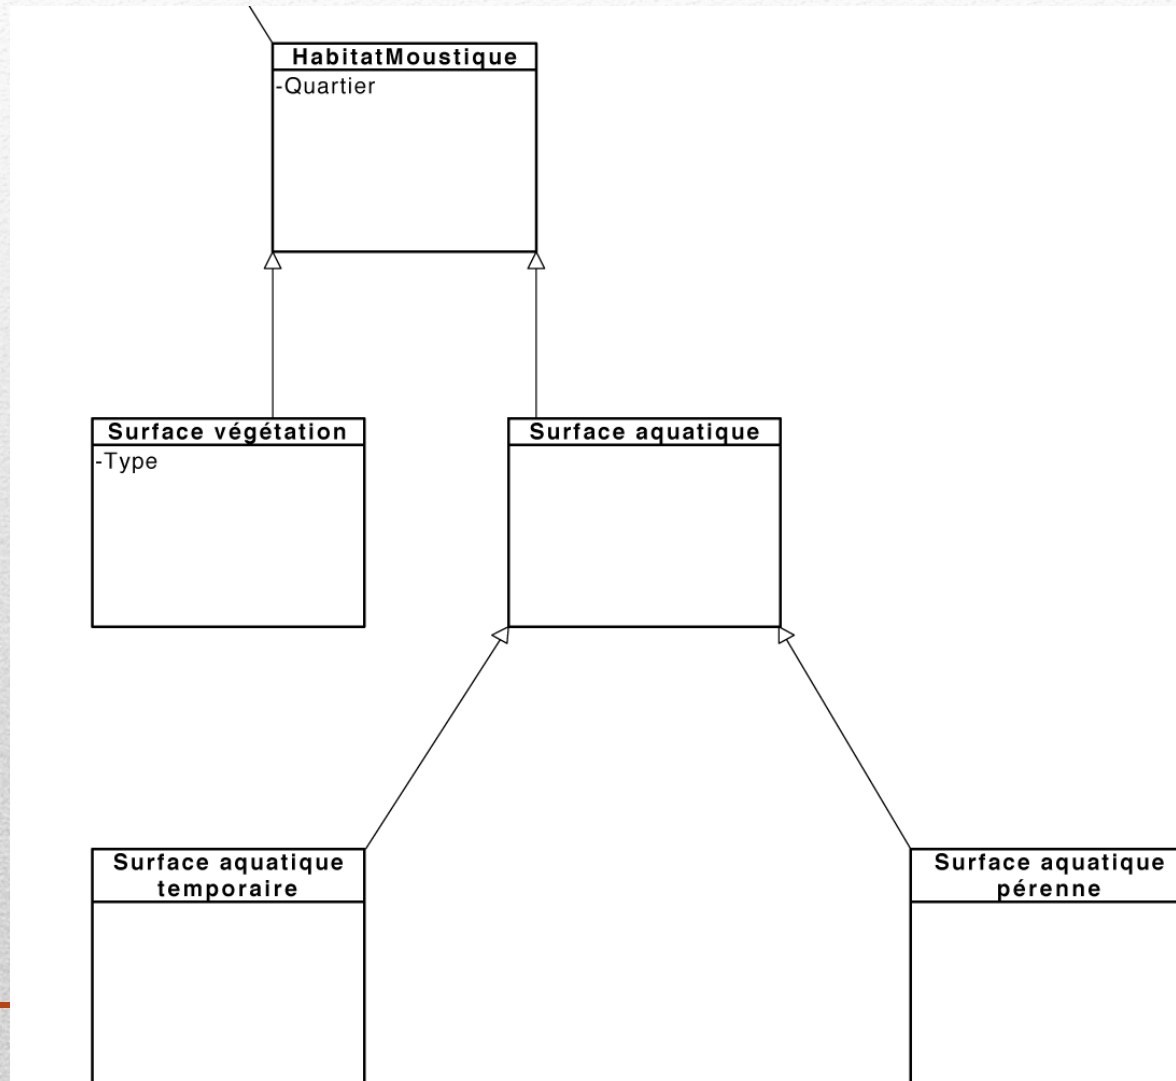 HabitatMoustique
-Quartier
Surface végétation
-Type
Surface aquatique
Surface aquatique
temporaire
Surface aquatique
pérenne